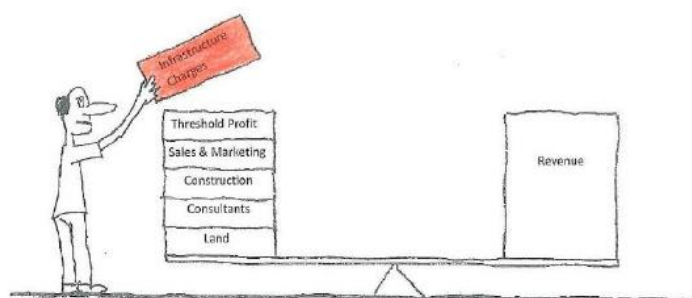 Infrastructure
Charges
Threshold Profit
Sales & Marketing
Construction
Consultants
Land
Revenue